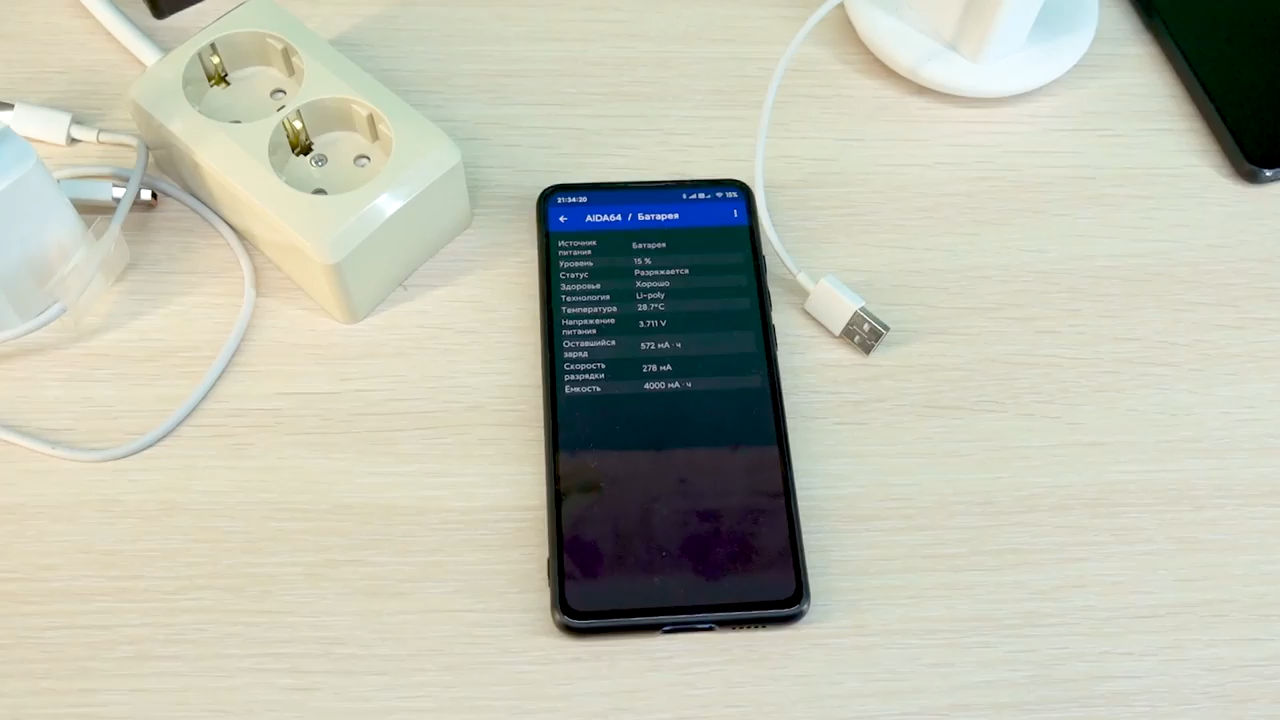 21:34:20 15%
AIDA64 / Батарея
Источник питания Батарея
Уровень 15 %
Статус Разряжается
Здоровье Хорошо
Технология Li-poly
Температура 28.7°C
Напряжение питания 3.711 V
Оставшийся заряд 572 мА · ч
Скорость разрядки 278 мА
Емкость 4000 мА · ч